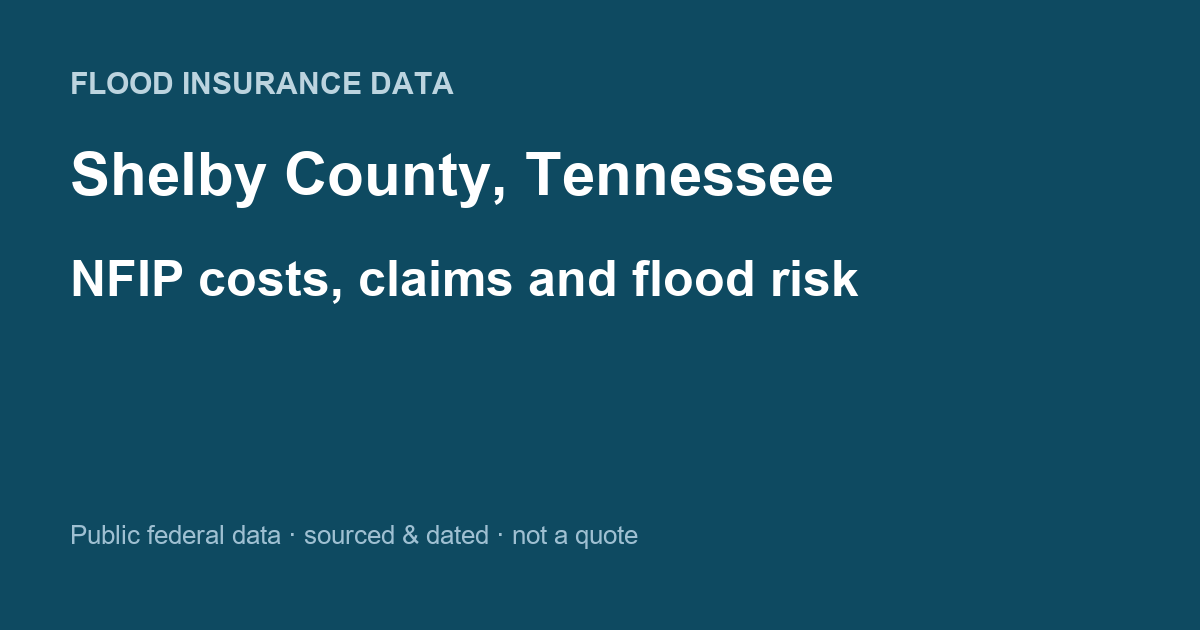 FLOOD INSURANCE DATA
Shelby County, Tennessee
NFIP costs, claims and flood risk
Public federal data · sourced & dated · not a quote